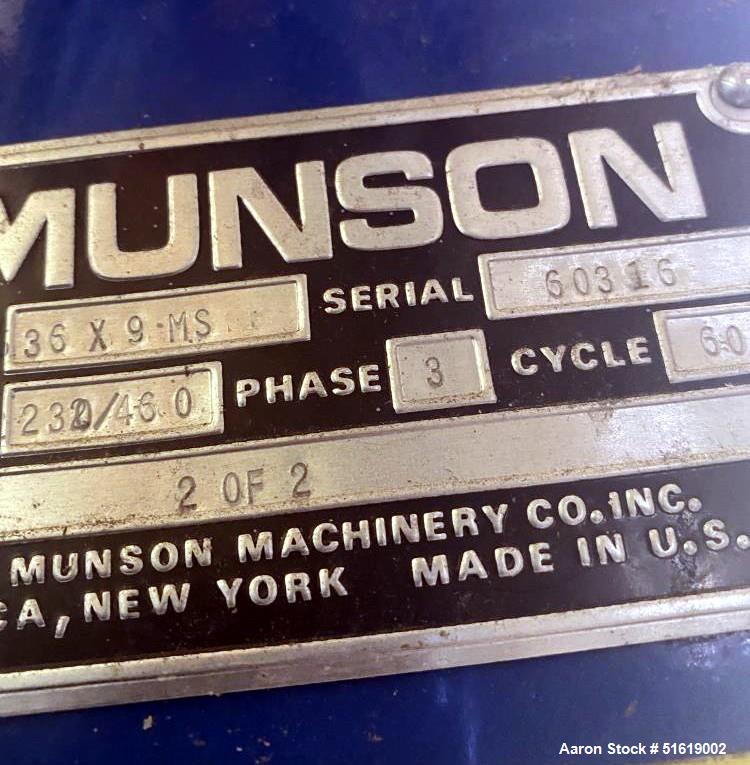 MUNSON
36 X 9-MS SERIAL 60316
230/460 PHASE 3 CYCLE 60
2 OF 2
MUNSON MACHINERY CO. INC.
CA, NEW YORK MADE IN U.S.
Aaron Stock # 51619002